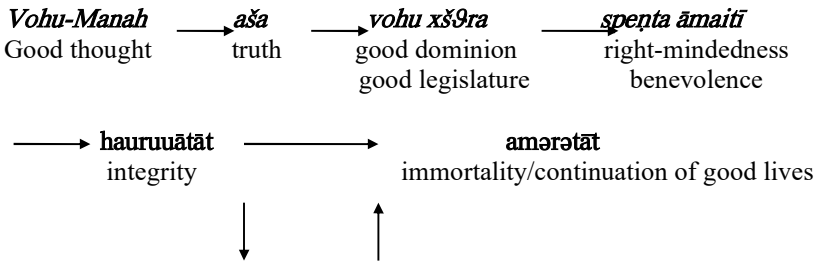 Vohu-Manah aša vohu xšϑra speṇta āmaitī
Good thought truth good dominion right-mindedness
good legislature benevolence
hauruuātāt amərətāt
integrity immortality/continuation of good lives